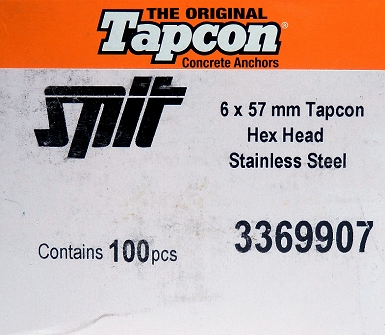 THE ORIGINAL
Tapcon®
Concrete Anchors
spit
6 x 57 mm Tapcon
Hex Head
Stainless Steel
Contains 100pcs
3369907